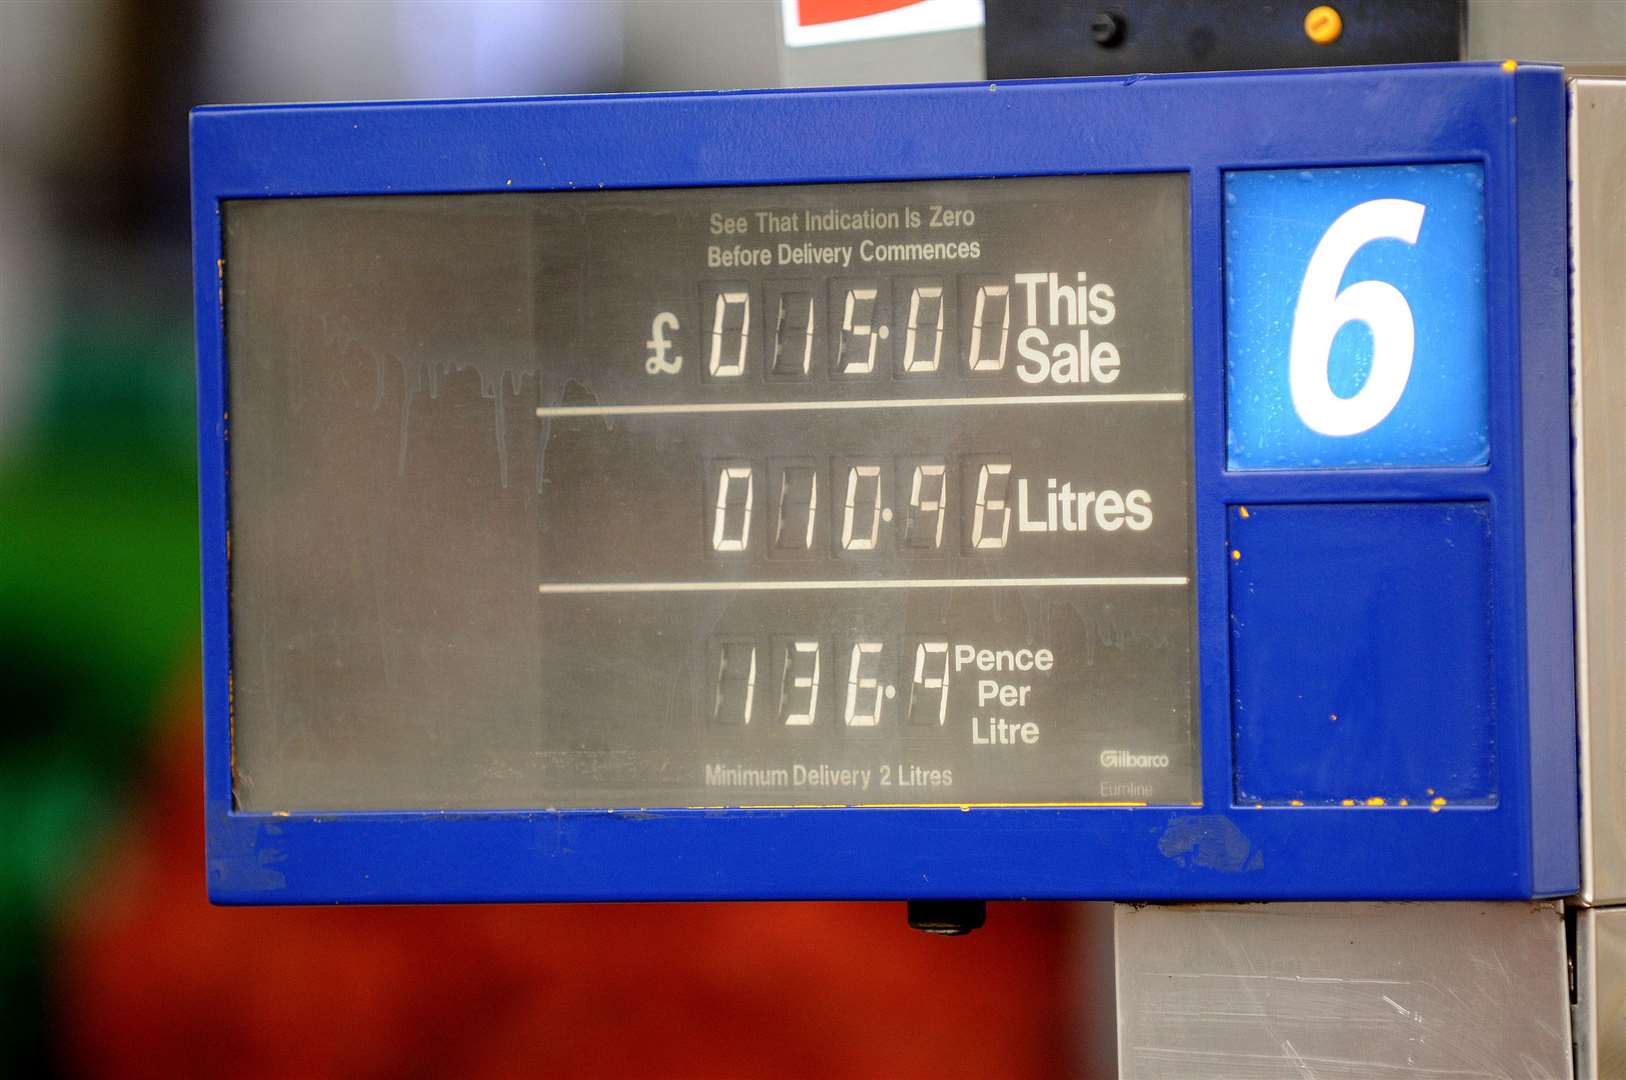 See That Indication Is Zero
Before Delivery Commences
£ 015.00 This Sale
010.96 Litres
136.9 Pence Per Litre
Minimum Delivery 2 Litres
Gilbarco
Euroline
6